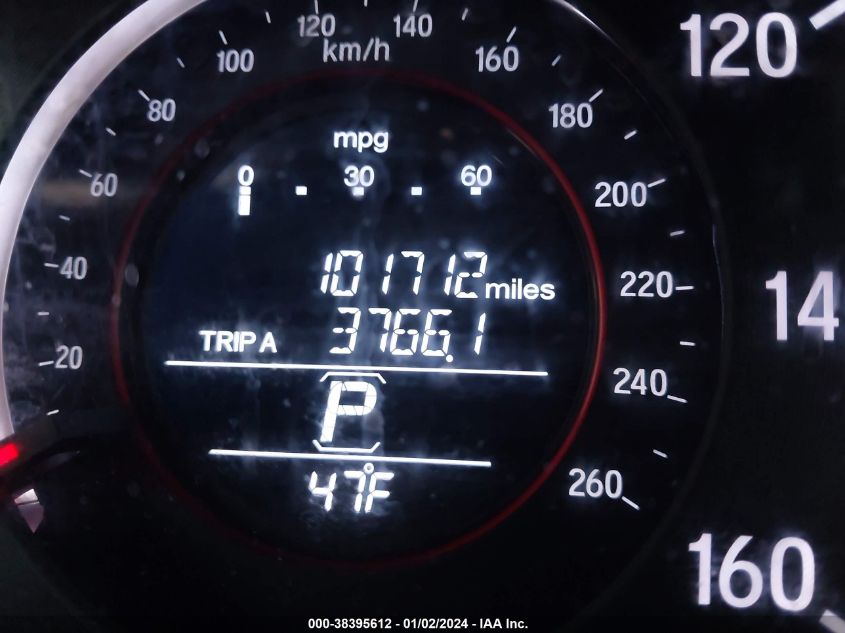 120 140
100 km/h 160
80 180
60 200
40 220
20 240
260
mpg
0 30 60
101712 miles
TRIP A 3766.1
P
47°F
120
14
160
000-38395612 - 01/02/2024 - IAA Inc.